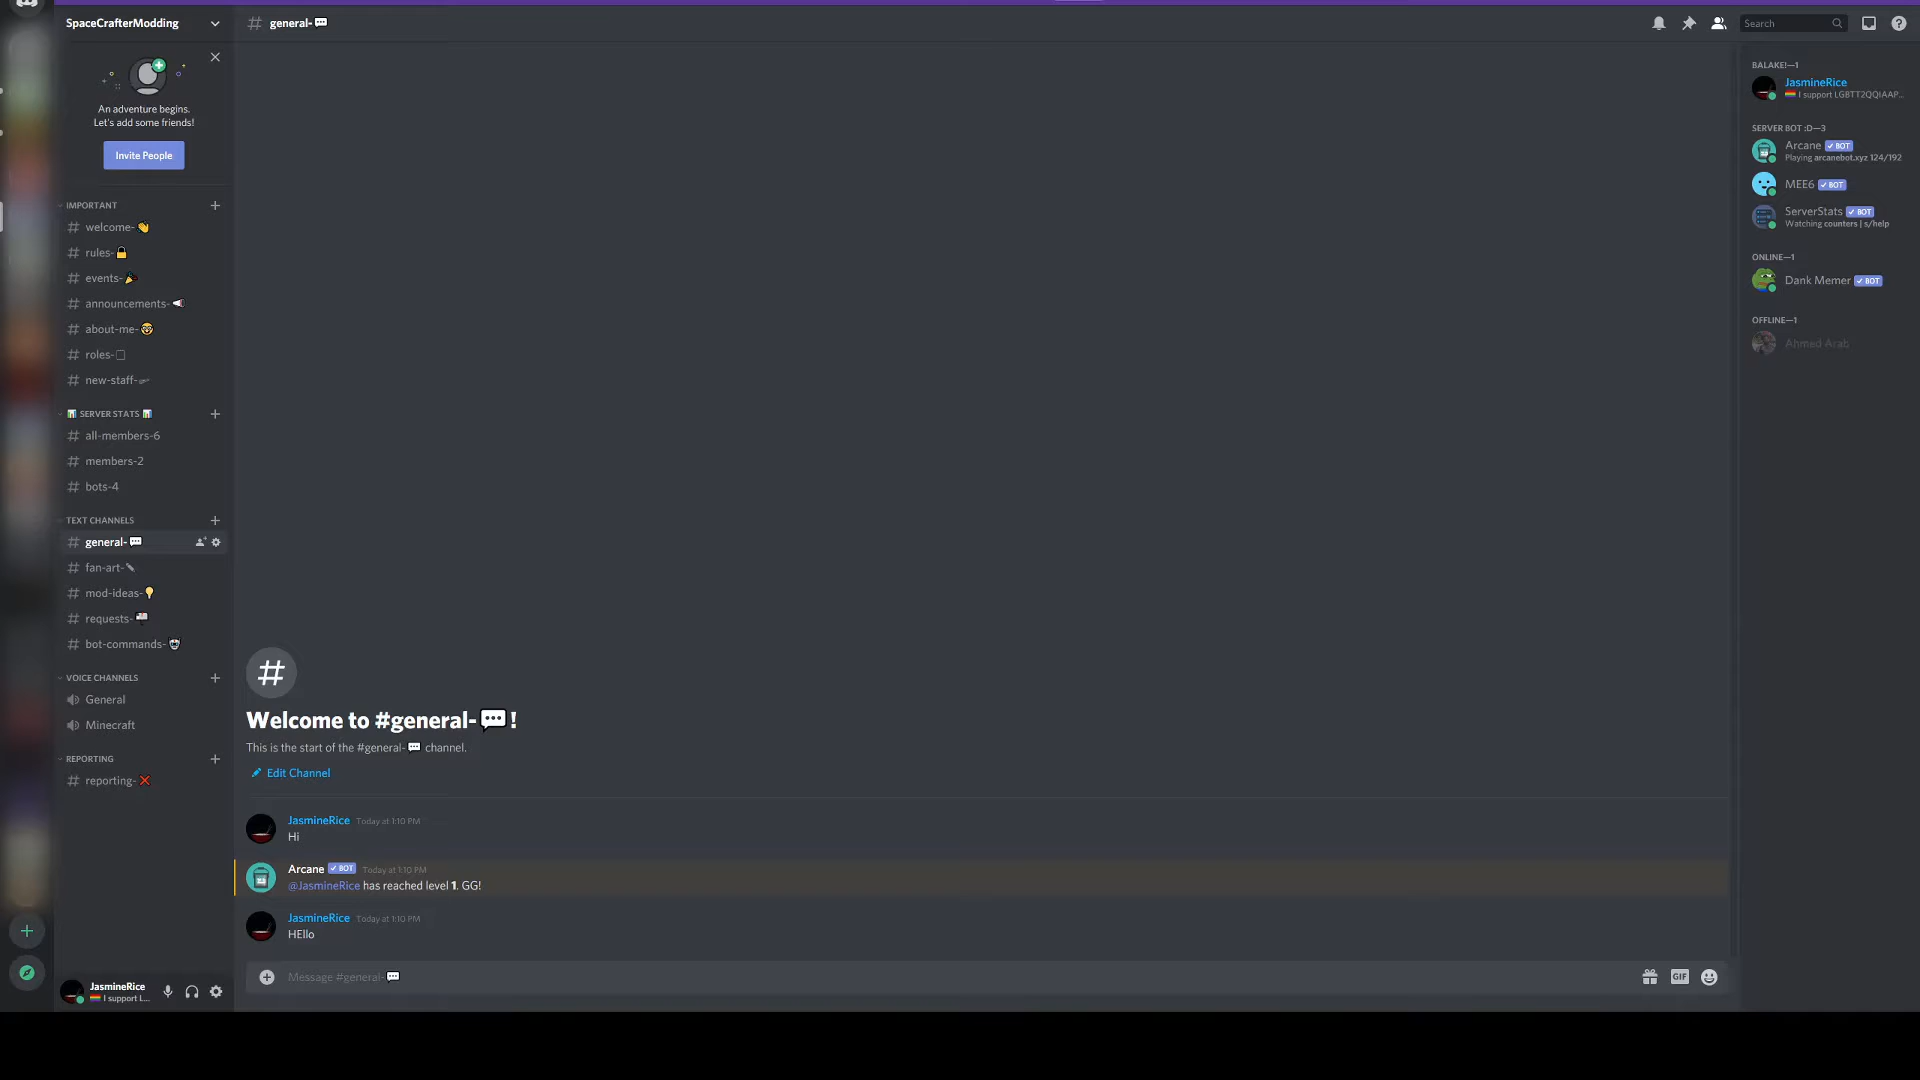 SpaceCrafterModding
An adventure begins.
Let's add some friends!
Invite People
IMPORTANT
welcome-👋
rules-🔒
events-🎉
announcements-📢
about-me-🤓
roles-
new-staff-
📊 SERVER STATS 📊
all-members-6
members-2
bots-4
TEXT CHANNELS
general-💬
fan-art-✏
mod-ideas-💡
requests-
bot-commands-
VOICE CHANNELS
General
Minecraft
REPORTING
reporting-❌
JasmineRice
🏳️‍🌈 I support L...
general-💬
Welcome to #general-💬!
This is the start of the #general-💬 channel.
Edit Channel
JasmineRice Today at 1:10 PM
Hi
Arcane ✓ BOT Today at 1:10 PM
@JasmineRice has reached level 1. GG!
JasmineRice Today at 1:10 PM
HEllo
Message #general-💬
GIF
Search
BALAKE!—1
JasmineRice
🏳️‍🌈 I support LGBTT2QQIAAP...
SERVER BOT :D—3
Arcane ✓ BOT
Playing arcanebot.xyz 124/192
MEE6 ✓ BOT
ServerStats ✓ BOT
Watching counters | s/help
ONLINE—1
Dank Memer ✓ BOT
OFFLINE—1
Ahmed Arab